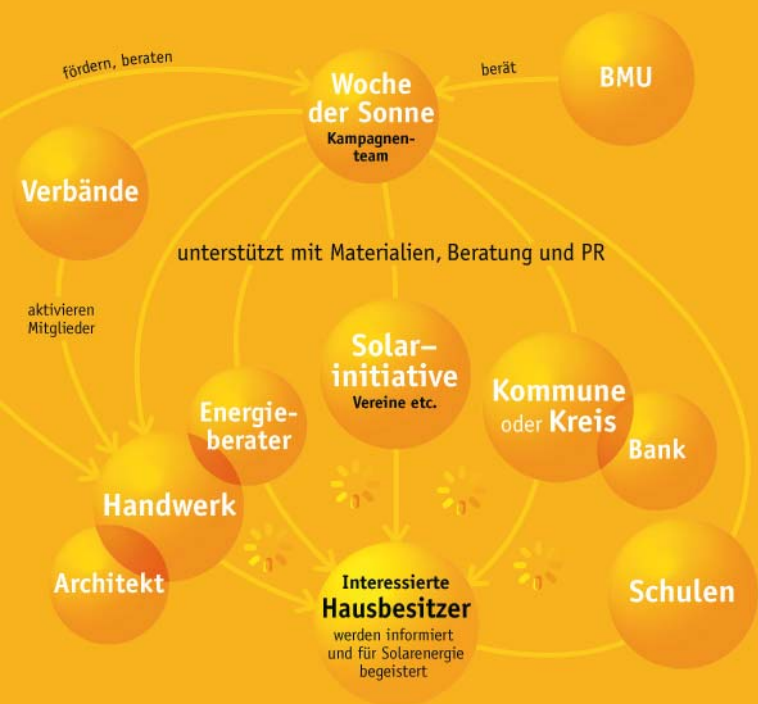 fördern, beraten
Woche
der Sonne
Kampagnen-
team
berät
BMU
Verbände
unterstützt mit Materialien, Beratung und PR
aktivieren
Mitglieder
Solar–
initiative
Vereine etc.
Kommune
oder Kreis
Bank
Energie-
berater
Handwerk
Architekt
Interessierte
Hausbesitzer
werden informiert
und für Solarenergie
begeistert
Schulen